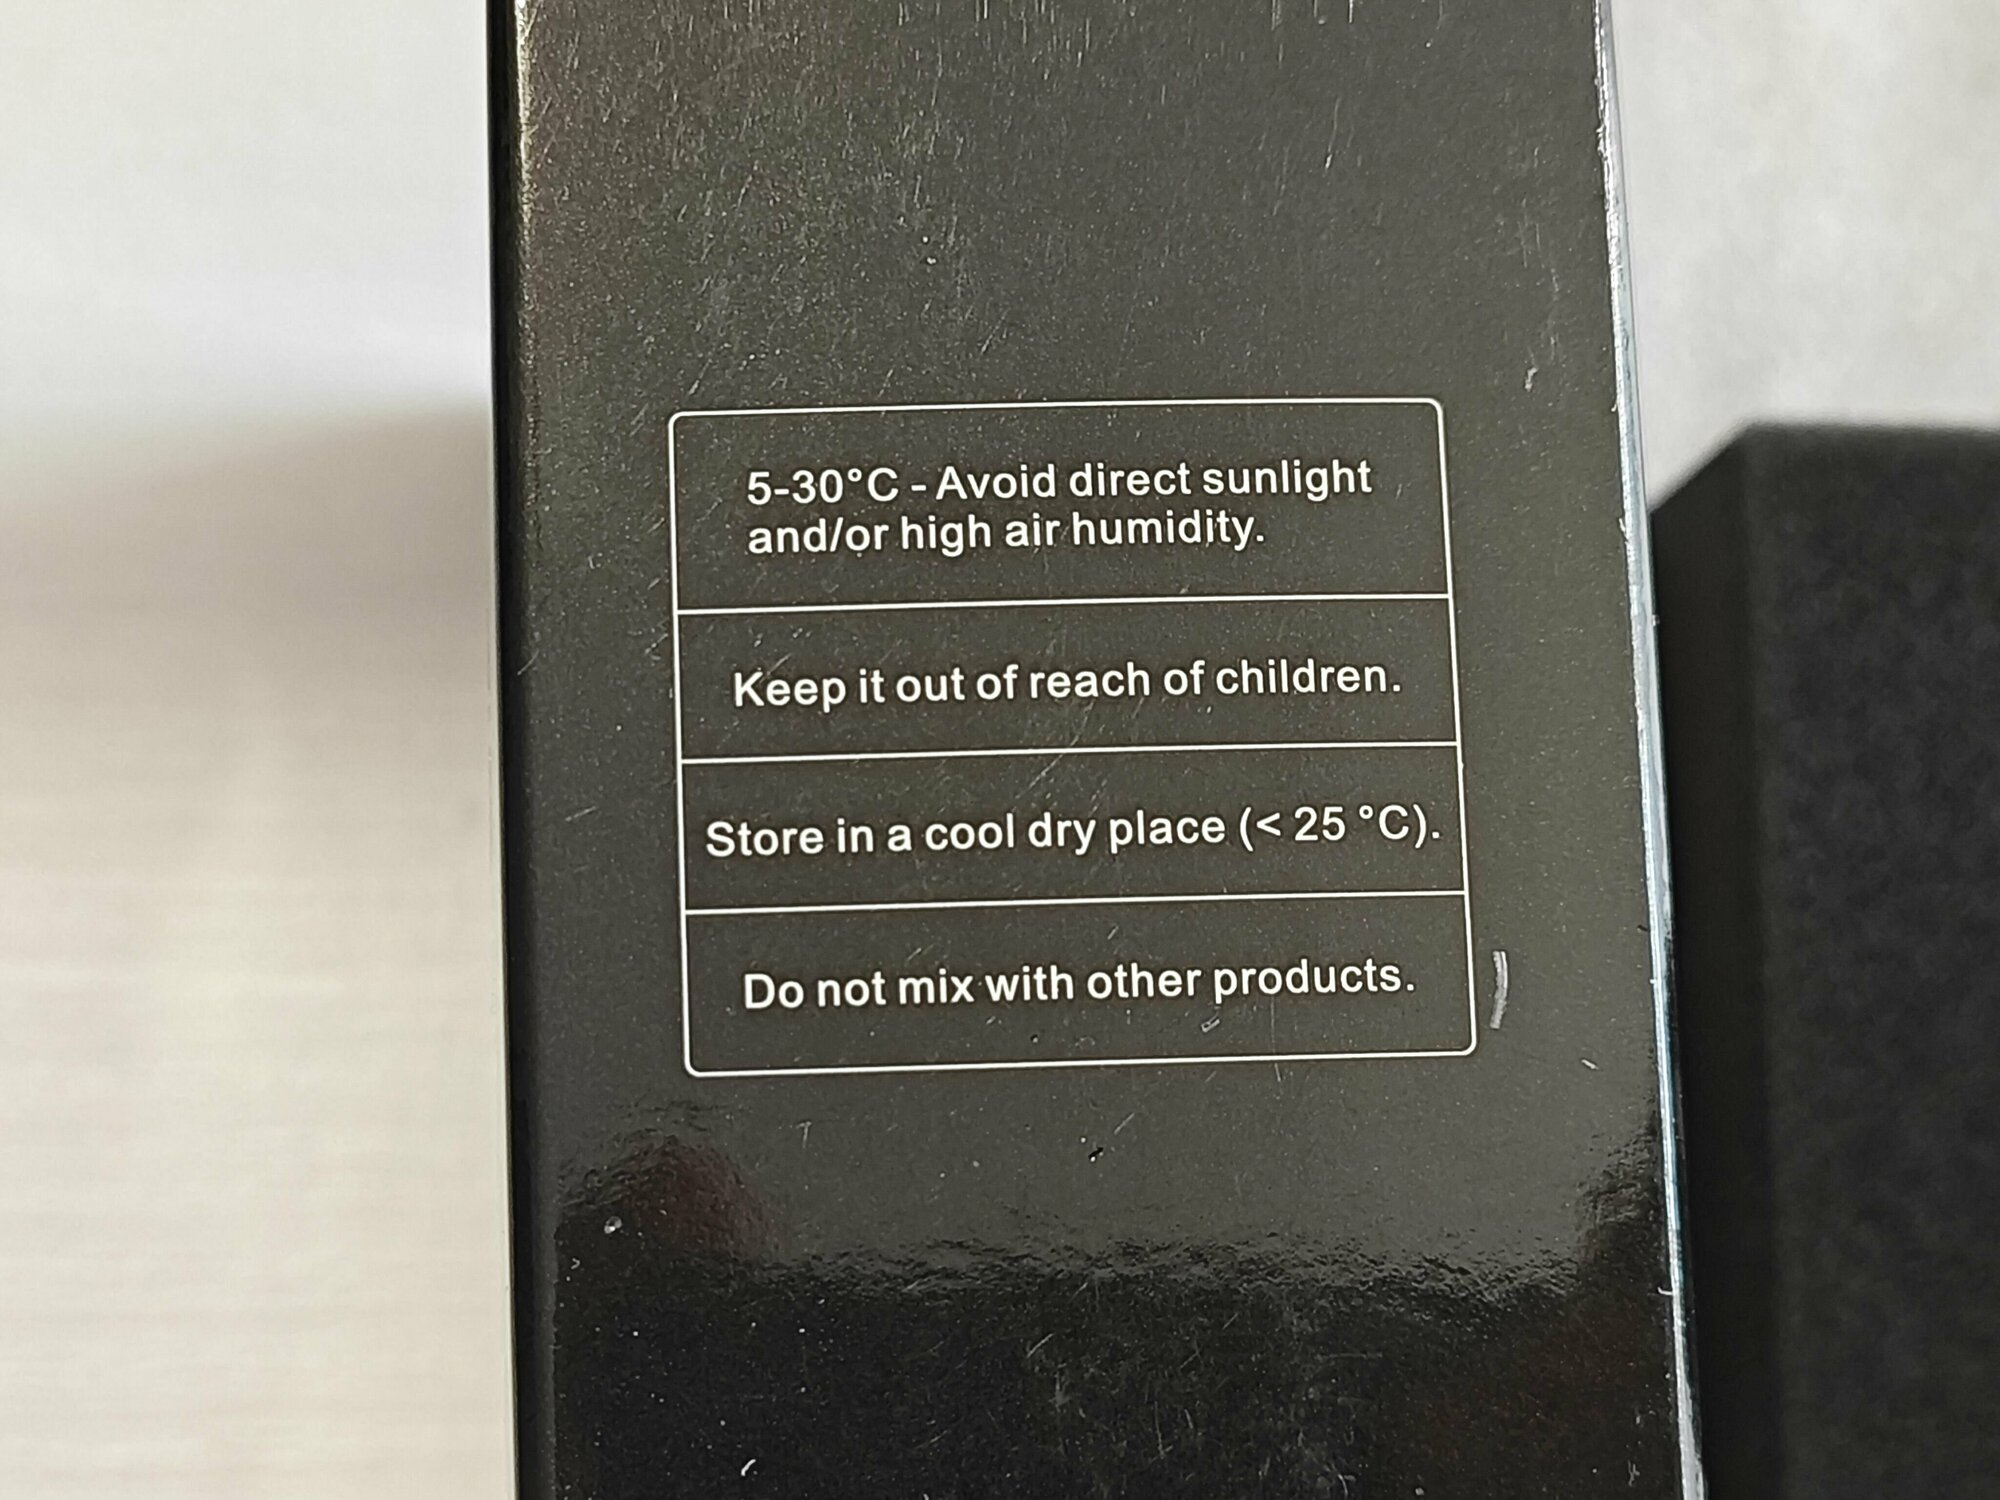 5-30°C - Avoid direct sunlight
and/or high air humidity.
Keep it out of reach of children.
Store in a cool dry place (< 25 °C).
Do not mix with other products.